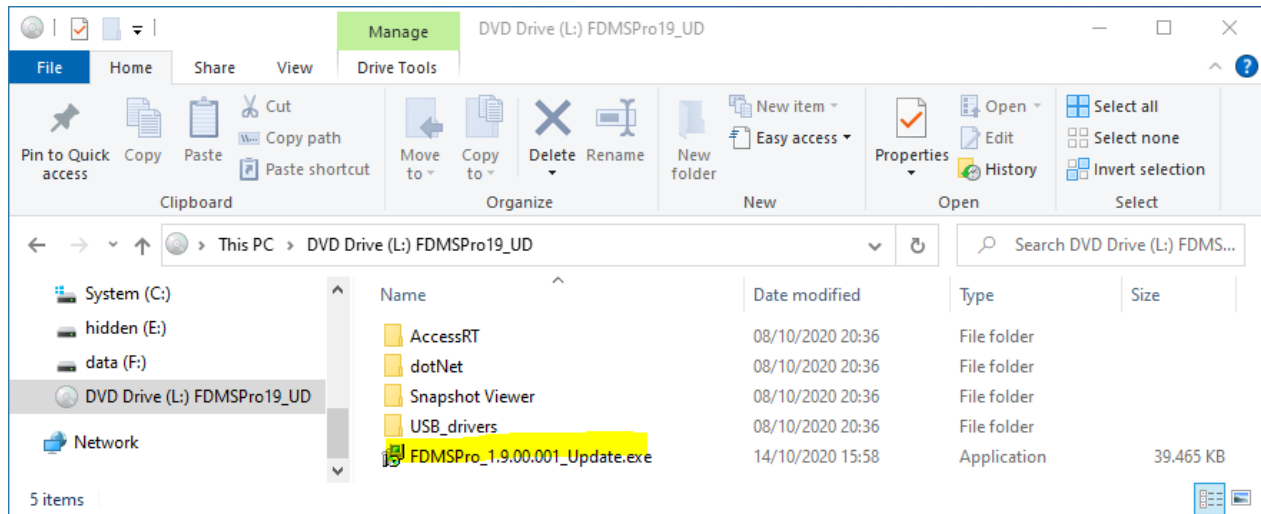 Manage
DVD Drive (L:) FDMSPro19_UD
File Home Share View Drive Tools
Pin to Quick access
Copy
Paste
Cut
Copy path
Paste shortcut
Clipboard
Move to
Copy to
Delete
Rename
Organize
New folder
New item
Easy access
New
Properties
Open
Edit
History
Open
Select all
Select none
Invert selection
Select
This PC > DVD Drive (L:) FDMSPro19_UD
Search DVD Drive (L:) FDMS...
System (C:)
hidden (E:)
data (F:)
DVD Drive (L:) FDMSPro19_UD
Network
Name Date modified Type Size
AccessRT 08/10/2020 20:36 File folder
dotNet 08/10/2020 20:36 File folder
Snapshot Viewer 08/10/2020 20:36 File folder
USB_drivers 08/10/2020 20:36 File folder
FDMSPro_1.9.00.001_Update.exe 14/10/2020 15:58 Application 39.465 KB
5 items